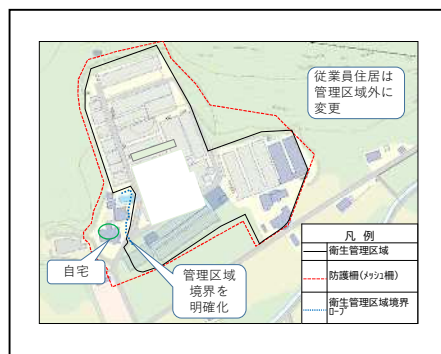 従業員住居は
管理区域外に
変更
自宅
管理区域
境界を
明確化
凡例
衛生管理区域
防護柵(メッシュ柵)
衛生管理区域境界
ロープ